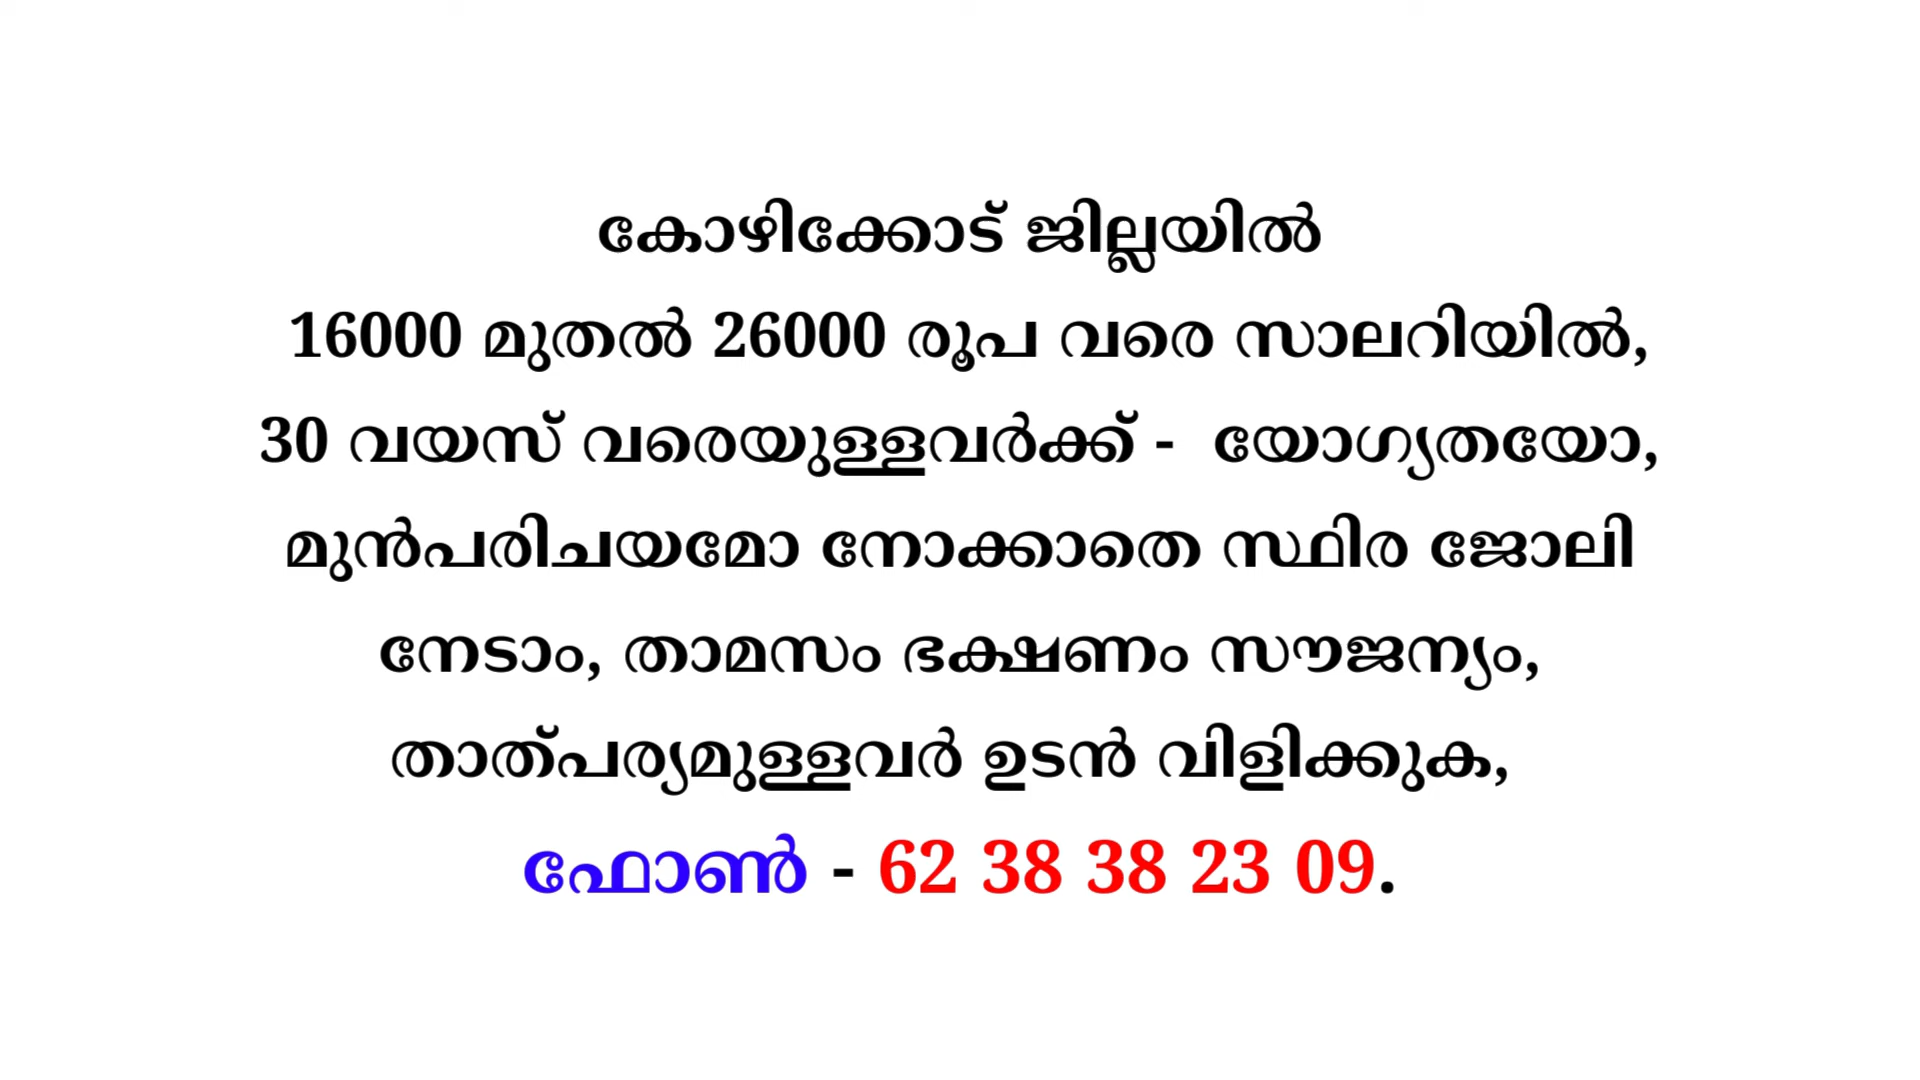 കോഴിക്കോട് ജില്ലയിൽ
16000 മുതൽ 26000 രൂപ വരെ സാലറിയിൽ,
30 വയസ് വരെയുള്ളവർക്ക് - യോഗ്യതയോ,
മുൻപരിചയമോ നോക്കാതെ സ്ഥിര ജോലി
നേടാം, താമസം ഭക്ഷണം സൗജന്യം,
താത്പര്യമുള്ളവർ ഉടൻ വിളിക്കുക,
ഫോൺ - 62 38 38 23 09.